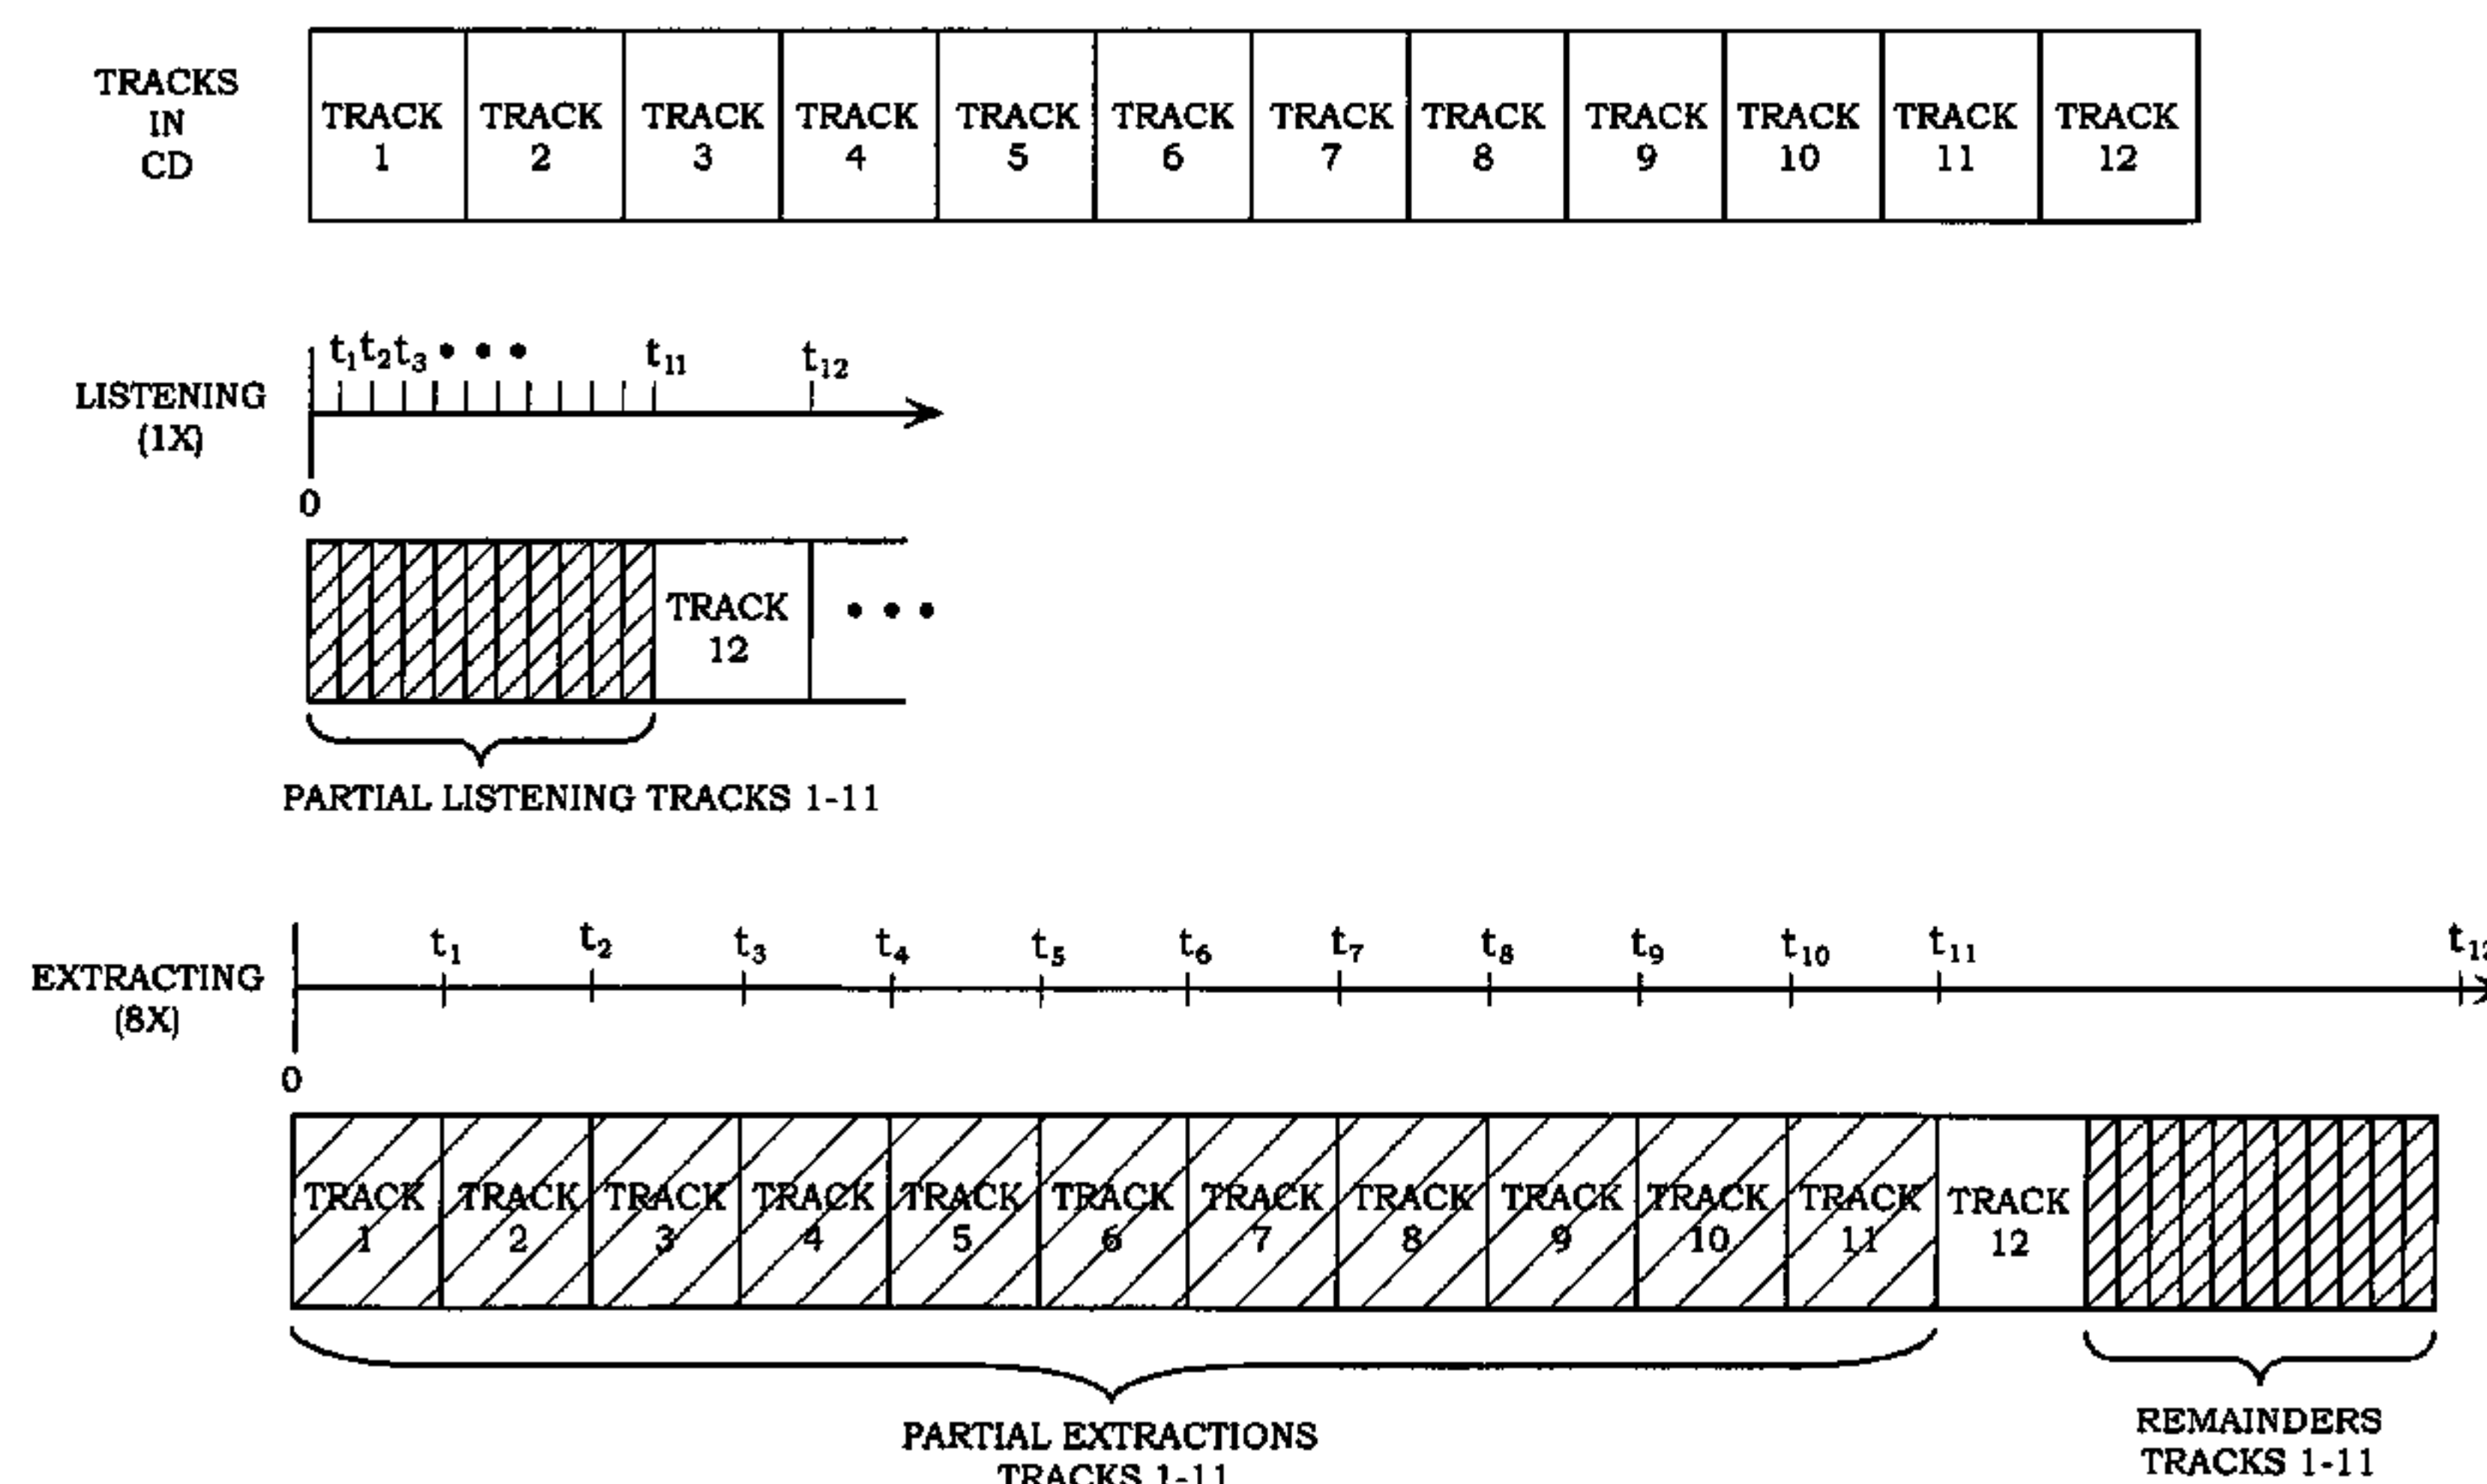 TRACKS
IN
CD
TRACK
1
TRACK
2
TRACK
3
TRACK
4
TRACK
5
TRACK
6
TRACK
7
TRACK
8
TRACK
9
TRACK
10
TRACK
11
TRACK
12
LISTENING
(1X)
t1 t2 t3 • • • t11 t12
0
TRACK
12
• • •
PARTIAL LISTENING TRACKS 1-11
EXTRACTING
(8X)
t1 t2 t3 t4 t5 t6 t7 t8 t9 t10 t11 t12
0
TRACK
1
TRACK
2
TRACK
3
TRACK
4
TRACK
5
TRACK
6
TRACK
7
TRACK
8
TRACK
9
TRACK
10
TRACK
11
TRACK
12
PARTIAL EXTRACTIONS
TRACKS 1-11
REMAINDERS
TRACKS 1-11